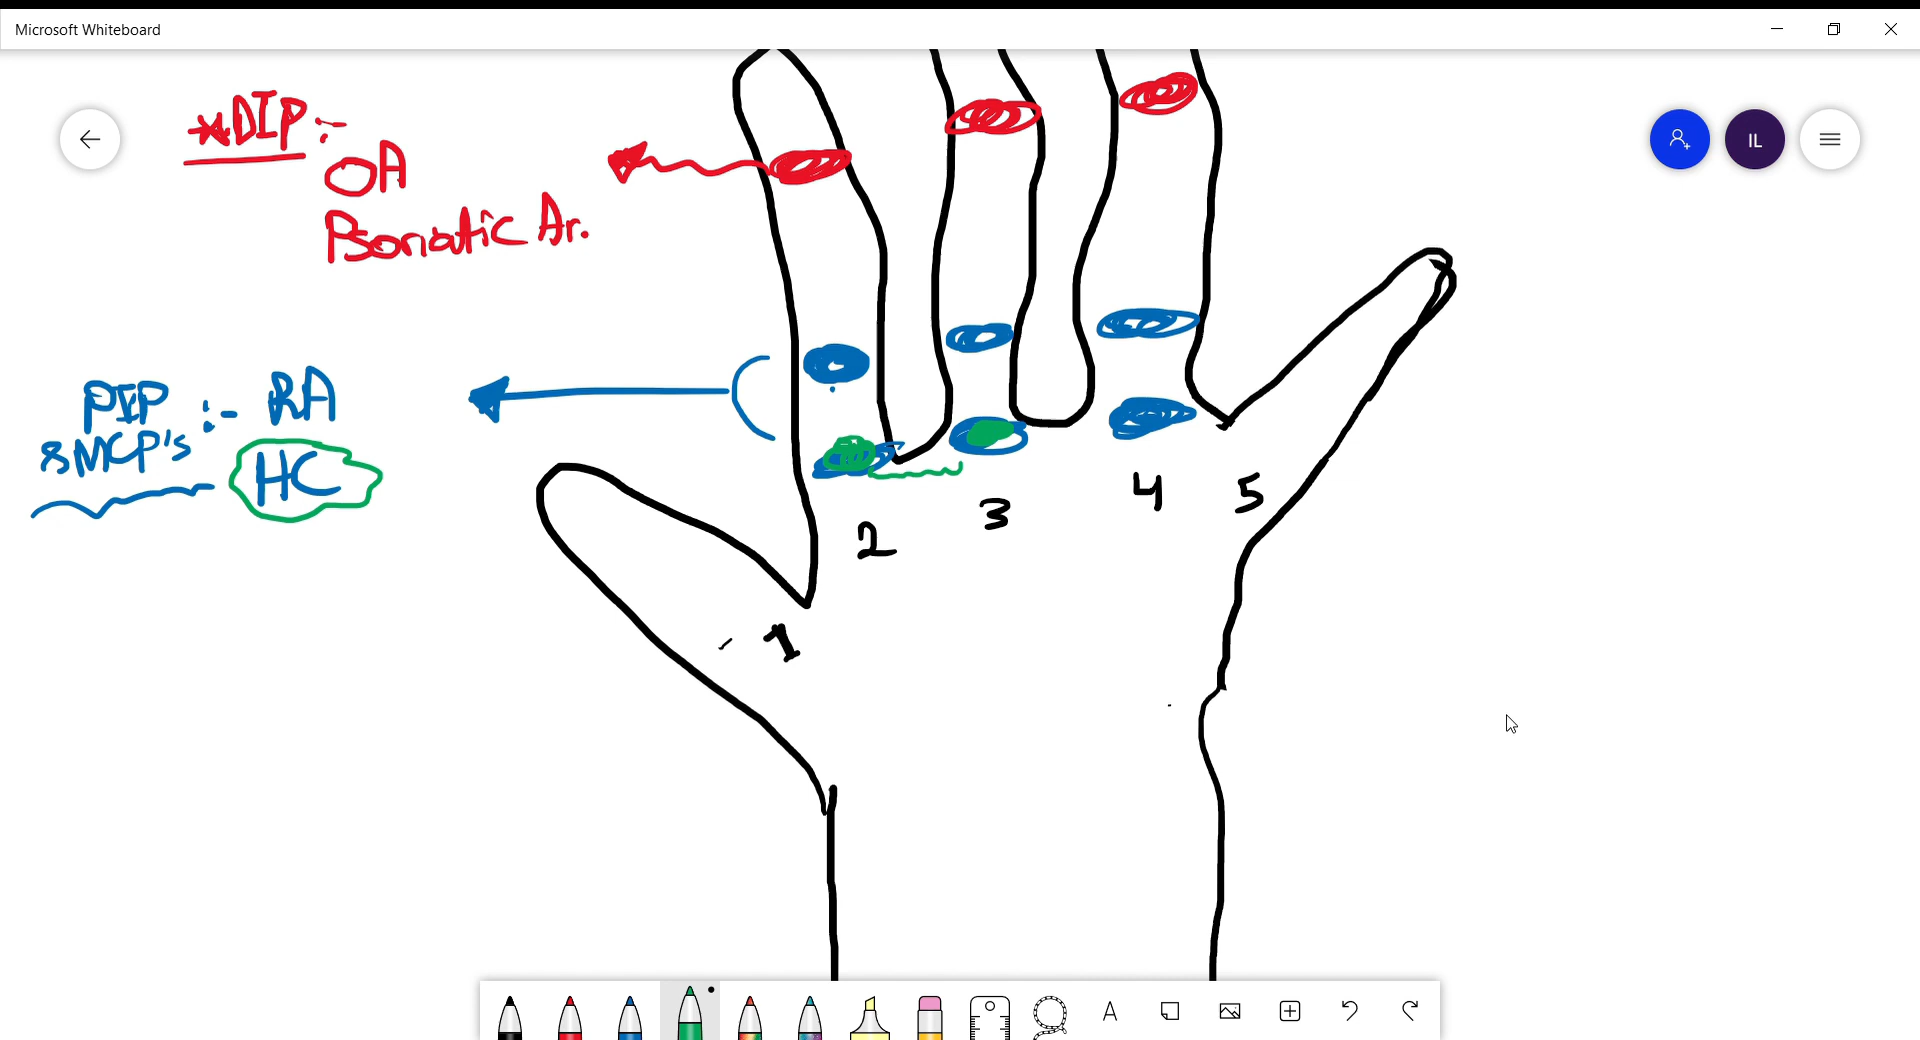 Microsoft Whiteboard
*DIP :-
OA
Psoriatic Ar.
IL
PIP :- RA
& MCP's
HC
1
2
3
4
5
A